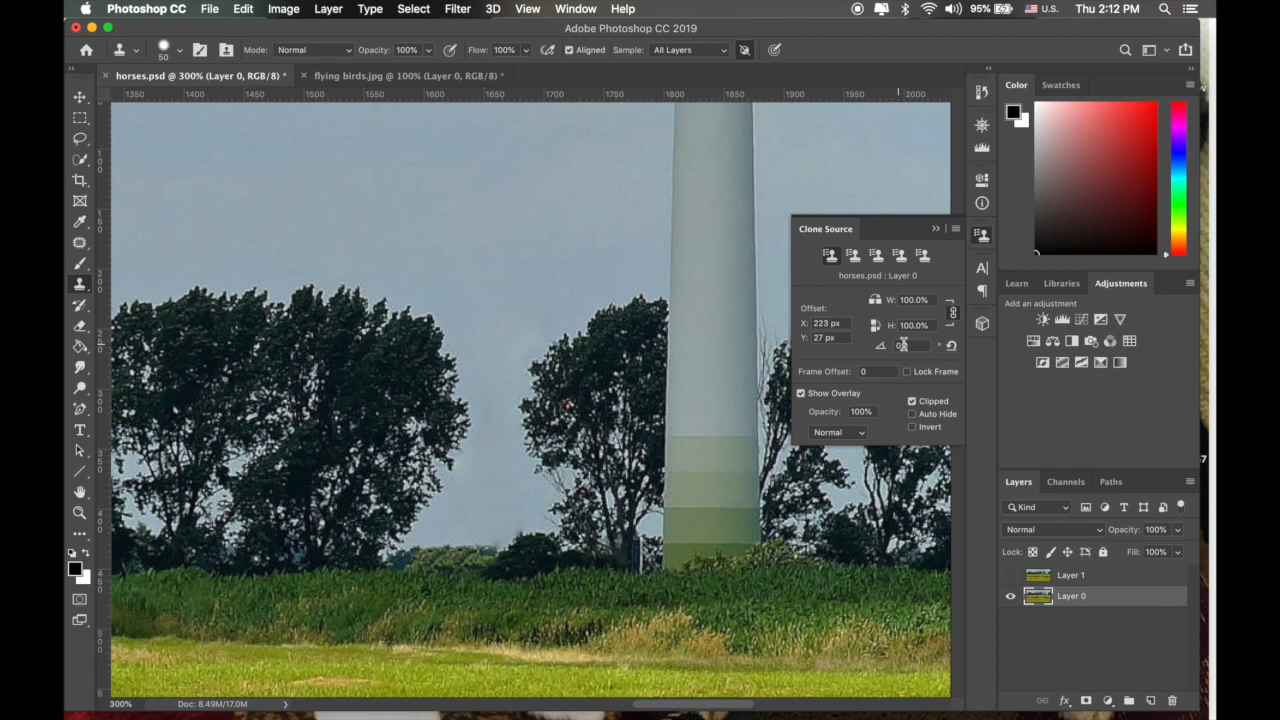 Photoshop CC File Edit Image Layer Type Select Filter 3D View Window Help 95% U.S. Thu 2:12 PM
Adobe Photoshop CC 2019
50 Mode: Normal Opacity: 100% Flow: 100% Aligned Sample: All Layers
horses.psd @ 300% (Layer 0, RGB/8) * flying birds.jpg @ 100% (Layer 0, RGB/8) *
1350 1400 1450 1500 1550 1600 1650 1700 1750 1800 1850 1900 1950 2000
Color Swatches
Clone Source
horses.psd : Layer 0
Offset:
W: 100.0%
X: 223 px
H: 100.0%
Y: 27 px
Frame Offset: 0 Lock Frame
Show Overlay
Opacity: 100%
Normal
Clipped
Auto Hide
Invert
Learn Libraries Adjustments
Add an adjustment
Layers Channels Paths
Kind
Normal Opacity: 100%
Lock: Fill: 100%
Layer 1
Layer 0
fx
300% Doc: 8.49M/17.0M